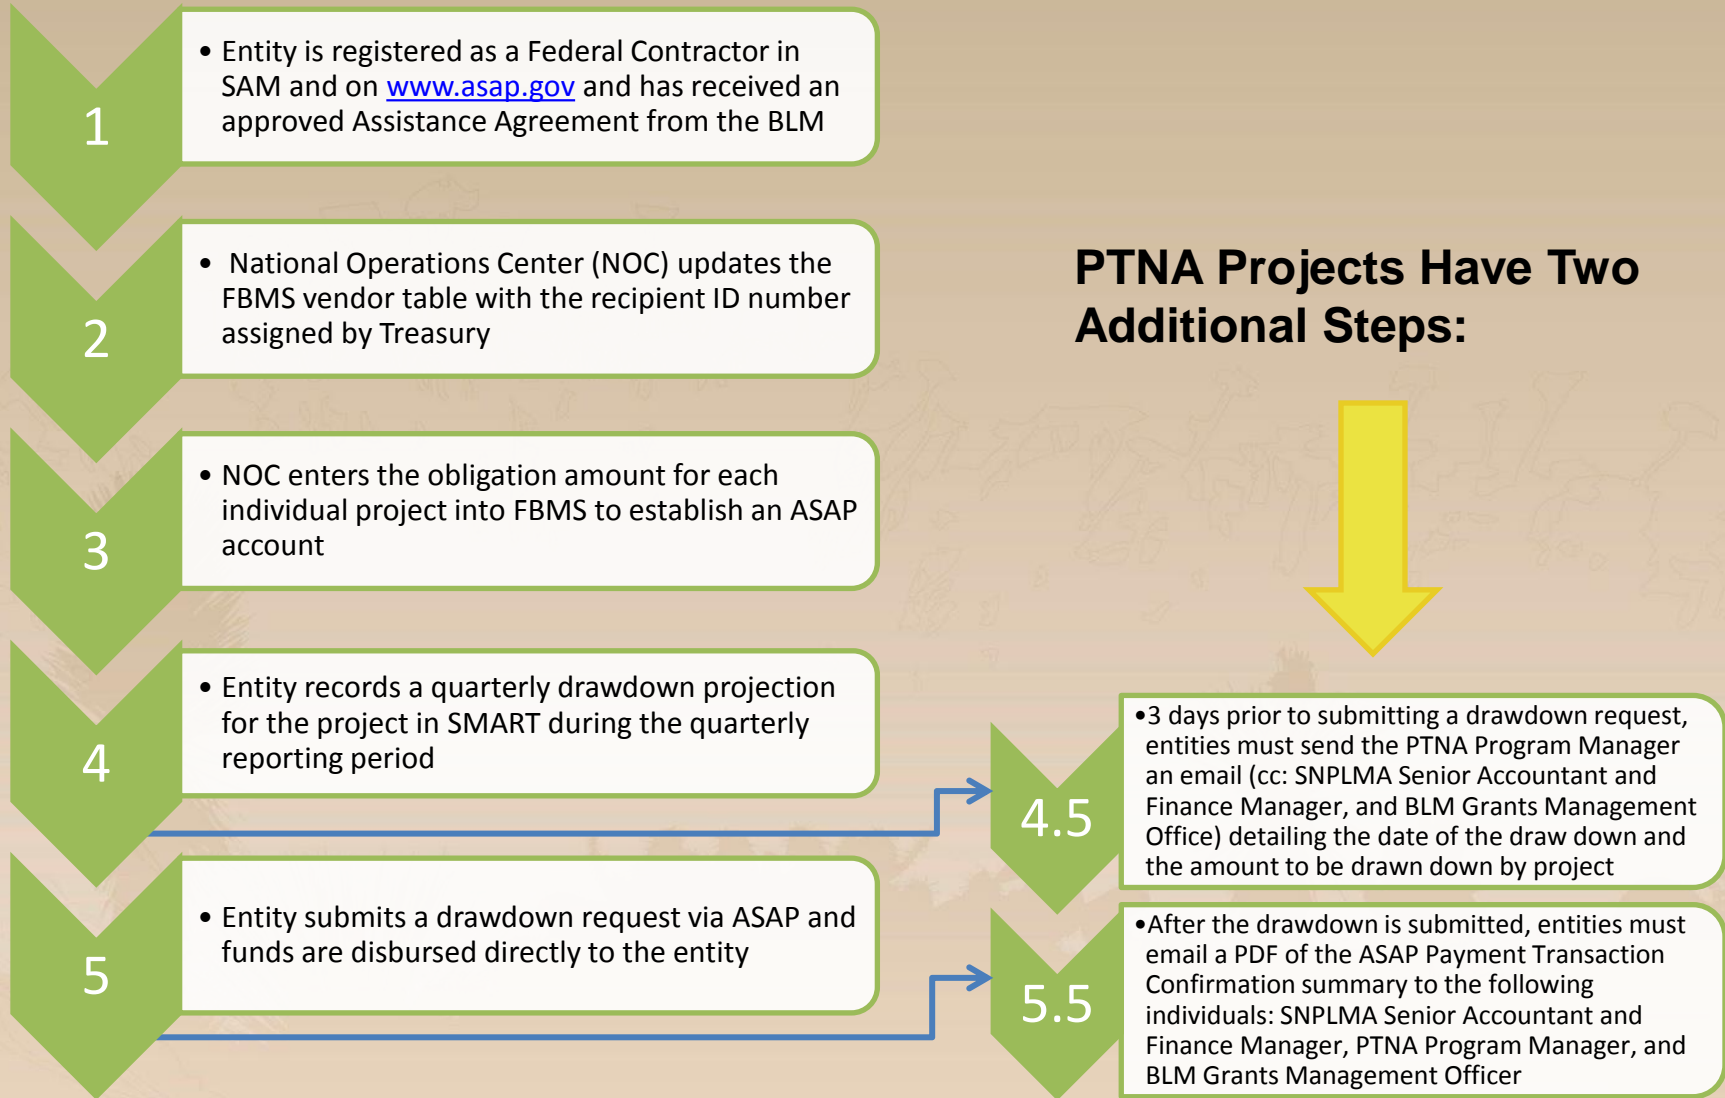 1
• Entity is registered as a Federal Contractor in
SAM and on www.asap.gov and has received an
approved Assistance Agreement from the BLM
2
• National Operations Center (NOC) updates the
FBMS vendor table with the recipient ID number
assigned by Treasury
3
• NOC enters the obligation amount for each
individual project into FBMS to establish an ASAP
account
4
• Entity records a quarterly drawdown projection
for the project in SMART during the quarterly
reporting period
5
• Entity submits a drawdown request via ASAP and
funds are disbursed directly to the entity
PTNA Projects Have Two
Additional Steps:
4.5
•3 days prior to submitting a drawdown request,
entities must send the PTNA Program Manager
an email (cc: SNPLMA Senior Accountant and
Finance Manager, and BLM Grants Management
Office) detailing the date of the draw down and
the amount to be drawn down by project
5.5
•After the drawdown is submitted, entities must
email a PDF of the ASAP Payment Transaction
Confirmation summary to the following
individuals: SNPLMA Senior Accountant and
Finance Manager, PTNA Program Manager, and
BLM Grants Management Officer